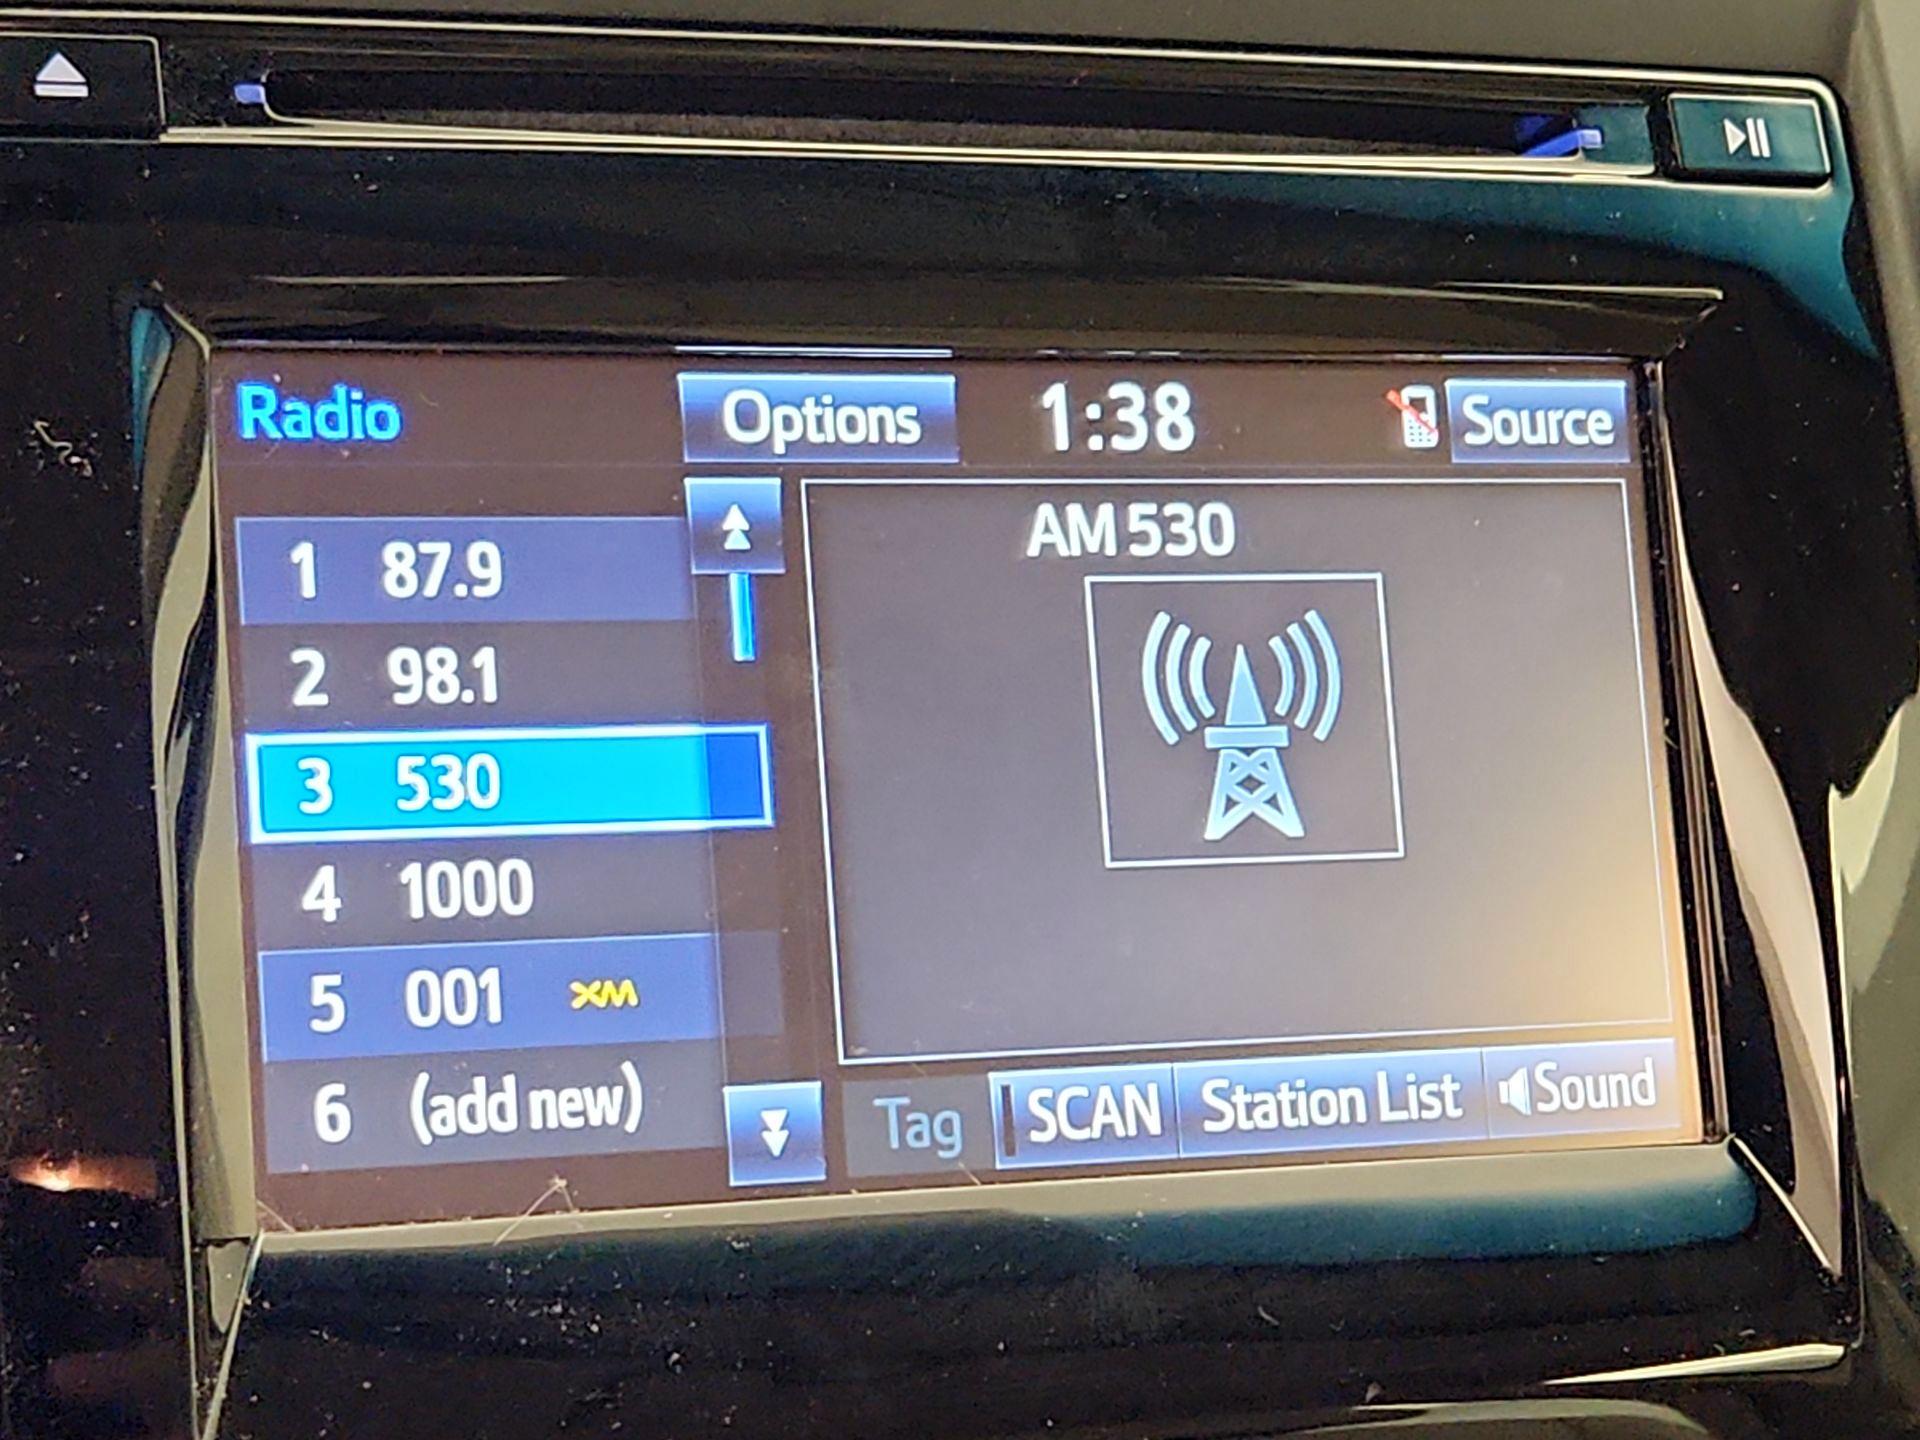 Radio
Options
1:38
Source
1 87.9
2 98.1
3 530
4 1000
5 001 XM
6 (add new)
AM 530
Tag
SCAN
Station List
Sound